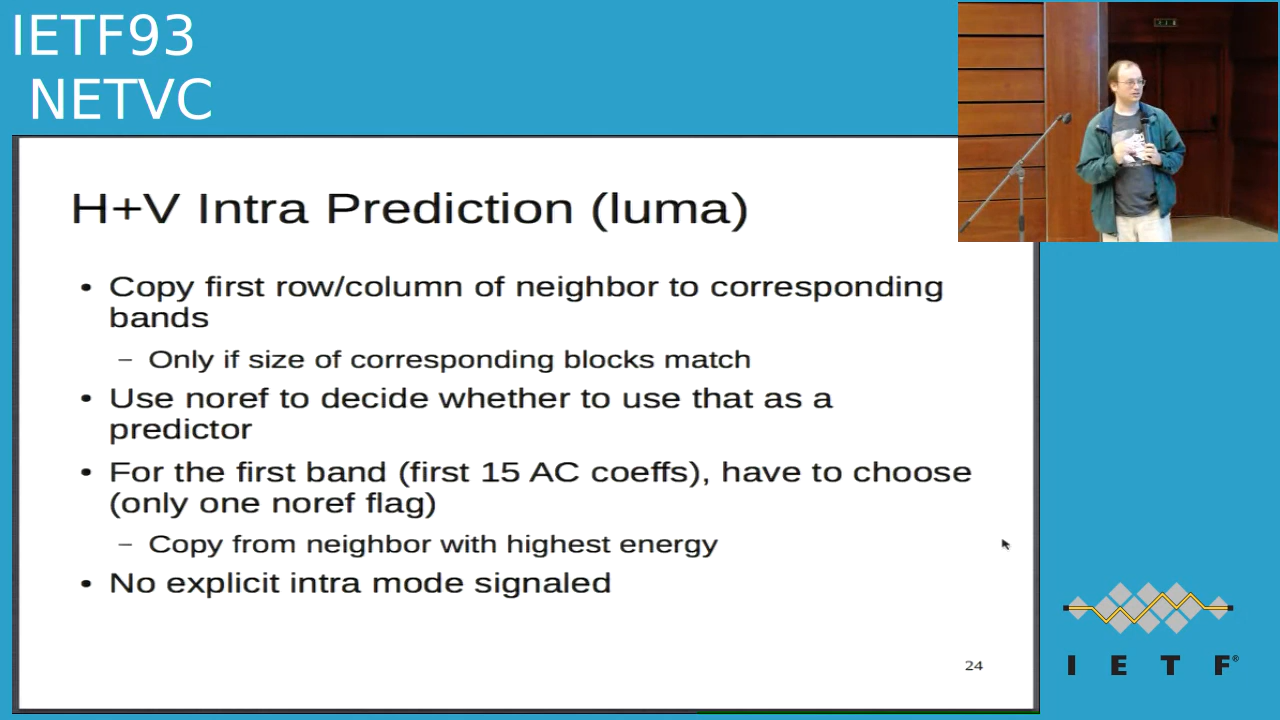 IETF93
NETVC
H+V Intra Prediction (luma)
• Copy first row/column of neighbor to corresponding
bands
– Only if size of corresponding blocks match
• Use noref to decide whether to use that as a
predictor
• For the first band (first 15 AC coeffs), have to choose
(only one noref flag)
– Copy from neighbor with highest energy
• No explicit intra mode signaled
24
I E T F®